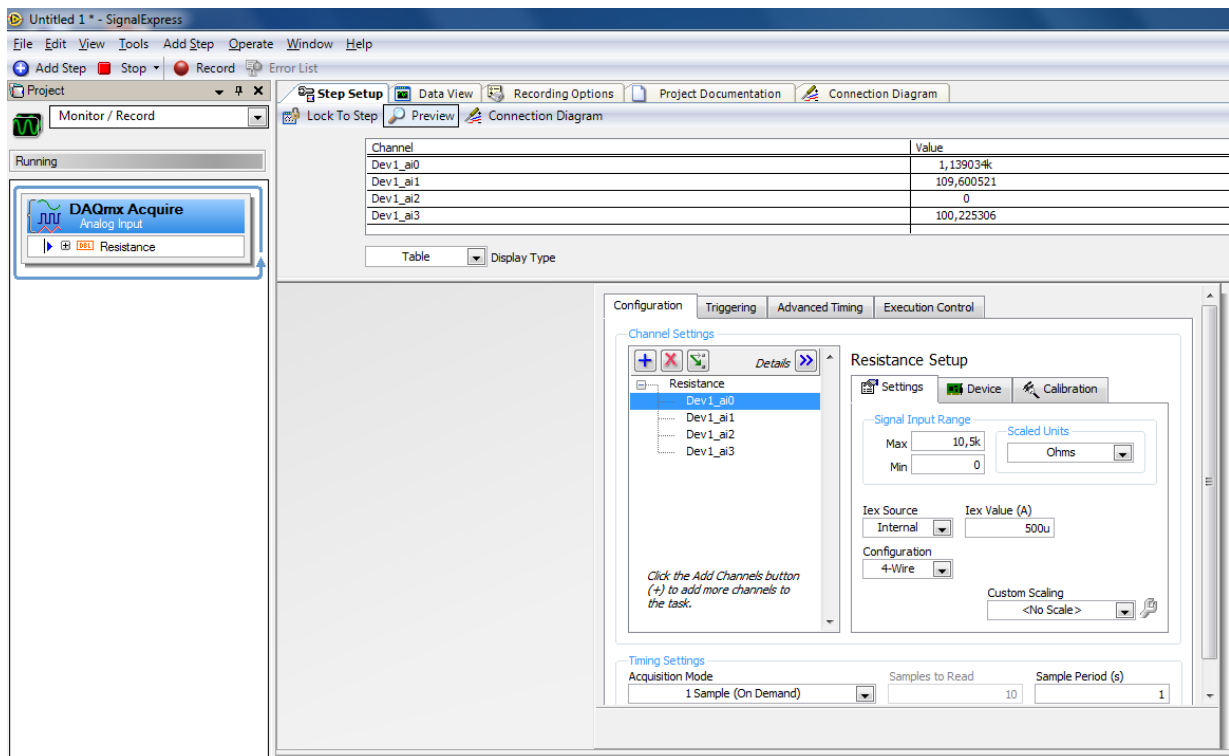 Untitled 1 * - SignalExpress
File Edit View Tools Add Step Operate Window Help
Add Step Stop Record Error List
Project
Step Setup Data View Recording Options Project Documentation Connection Diagram
Monitor / Record
Lock To Step Preview Connection Diagram
Running
Channel Value
Dev1_ai0 1,139034k
Dev1_ai1 109,600521
Dev1_ai2 0
Dev1_ai3 100,225306
DAQmx Acquire
Analog Input
DBL Resistance
Table Display Type
Configuration Triggering Advanced Timing Execution Control
Channel Settings
Details
Resistance
Dev1_ai0
Dev1_ai1
Dev1_ai2
Dev1_ai3
Click the Add Channels button
(+) to add more channels to
the task.
Resistance Setup
Settings Device Calibration
Signal Input Range
Max 10,5k
Min 0
Scaled Units
Ohms
Iex Source Iex Value (A)
Internal 500u
Configuration
4-Wire
Custom Scaling
<No Scale>
Timing Settings
Acquisition Mode Samples to Read Sample Period (s)
1 Sample (On Demand) 10 1